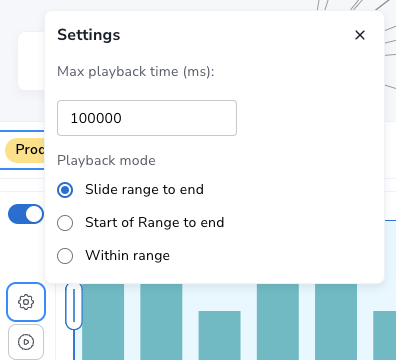 Settings
Max playback time (ms):
100000
Playback mode
Slide range to end
Start of Range to end
Within range